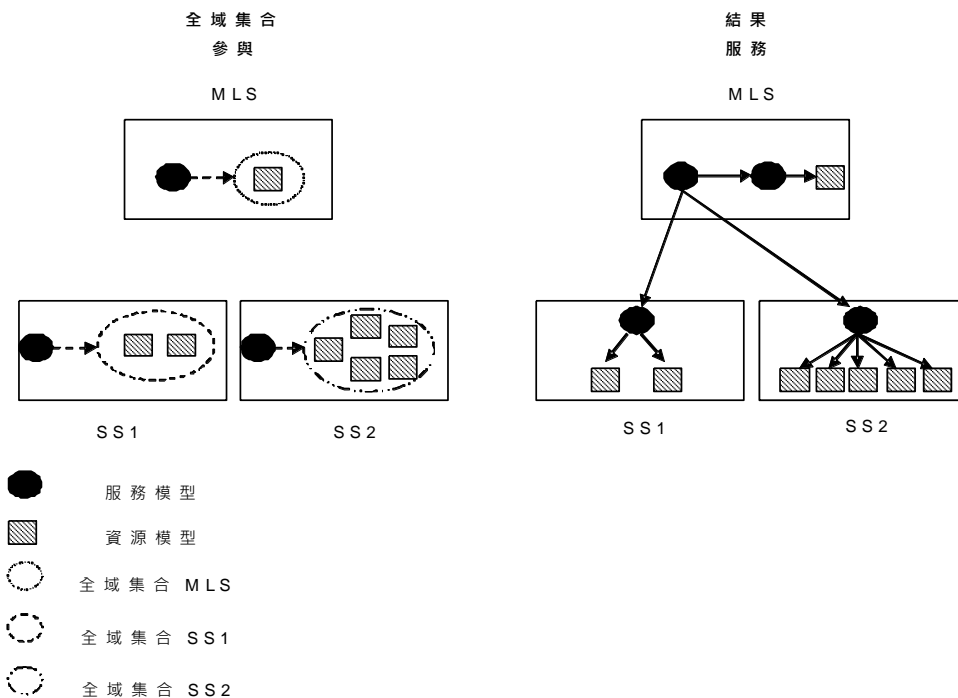 全域集合
參與
MLS
SS1
SS2
結果
服務
MLS
SS1
SS2
服務模型
資源模型
全域集合 MLS
全域集合 SS1
全域集合 SS2